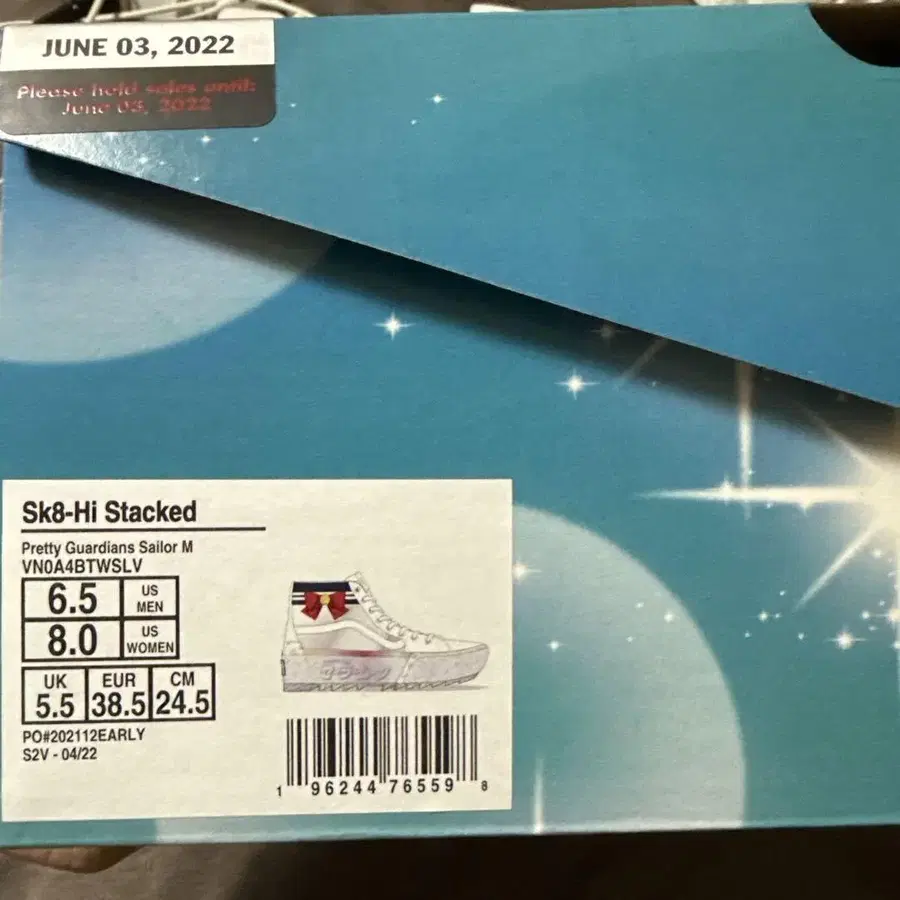 JUNE 03, 2022
Please hold sales until:
June 03, 2022
Sk8-Hi Stacked
Pretty Guardians Sailor M
VN0A4BTWSLV
6.5 US MEN
8.0 US WOMEN
UK EUR CM
5.5 38.5 24.5
PO#202112EARLY
S2V - 04/22
1 96244 76559 8